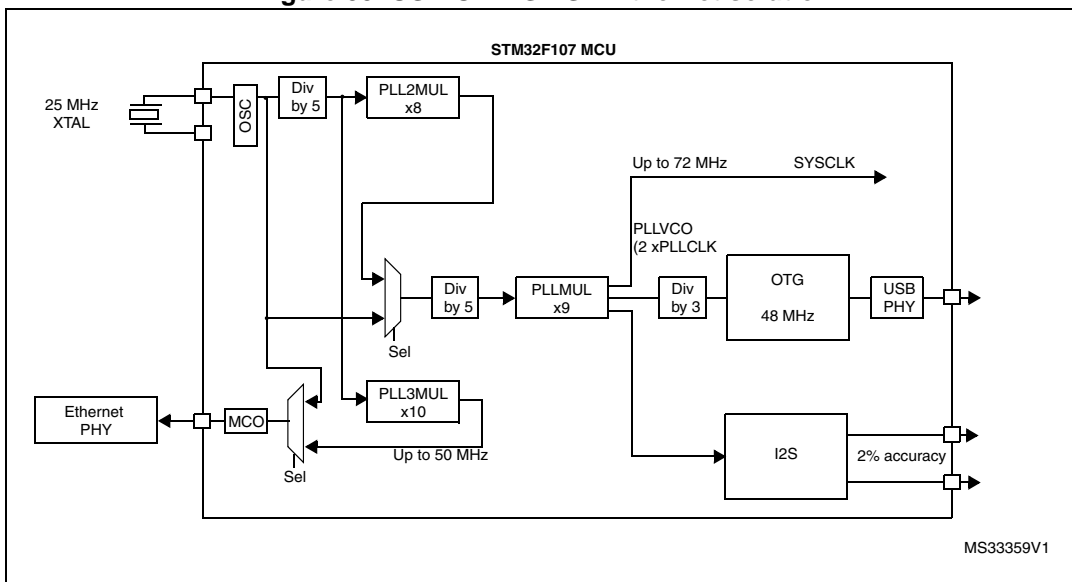 STM32F107 MCU
25 MHz
XTAL
OSC
Div
by 5
PLL2MUL
x8
Up to 72 MHz
SYSCLK
PLLVCO
(2 xPLLCLK
Sel
Div
by 5
PLLMUL
x9
Div
by 3
OTG
48 MHz
USB
PHY
Ethernet
PHY
MCO
Sel
PLL3MUL
x10
Up to 50 MHz
I2S
2% accuracy
MS33359V1